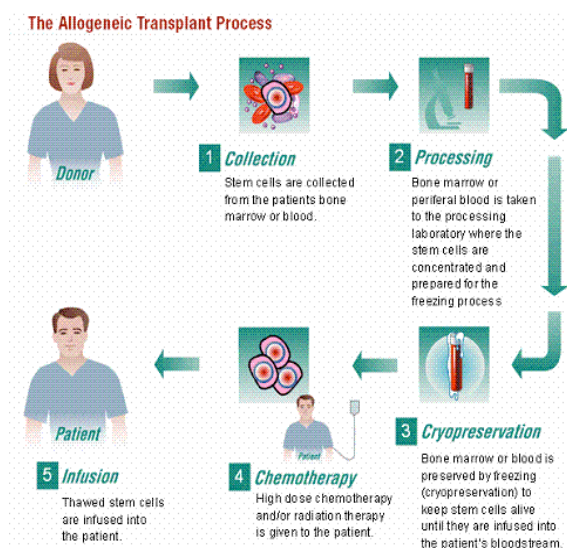 The Allogeneic Transplant Process
Donor
1 Collection
Stem cells are collected
from the patients bone
marrow or blood.
2 Processing
Bone marrow or
periferal blood is taken
to the processing
laboratory where the
stem cells are
concentrated and
prepared for the
freezing process
3 Cryopreservation
Bone marrow or blood is
preserved by freezing
(cryopreservation) to
keep stem cells alive
until they are infused into
the patient's bloodstream.
Patient
4 Chemotherapy
High dose chemotherapy
and/or radiation therapy
is given to the patient.
Patient
5 Infusion
Thawed stem cells
are infused into
the patient.